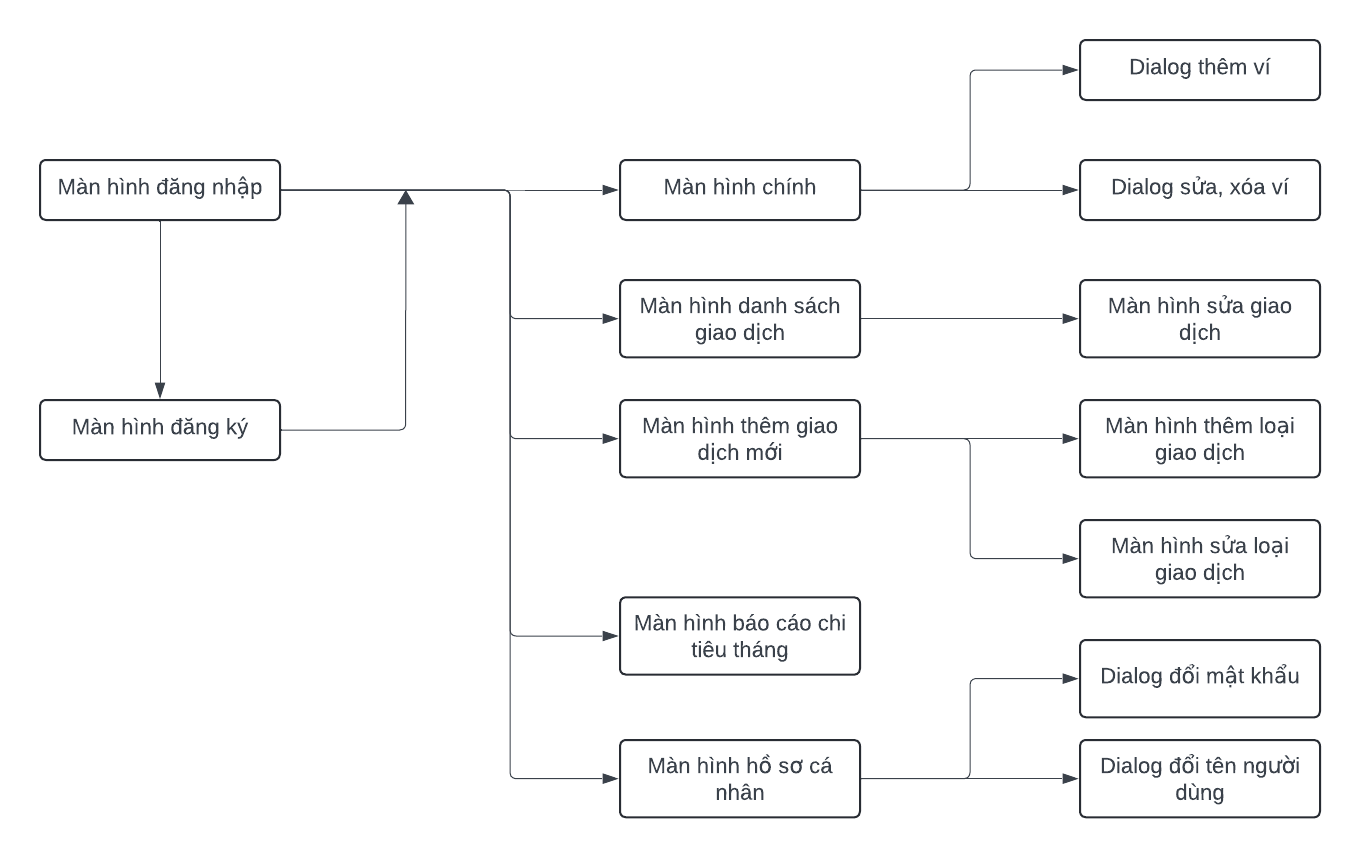 Dialog thêm ví
Màn hình đăng nhập
Màn hình chính
Dialog sửa, xóa ví
Màn hình danh sách
giao dịch
Màn hình sửa giao
dịch
Màn hình đăng ký
Màn hình thêm giao
dịch mới
Màn hình thêm loại
giao dịch
Màn hình sửa loại
giao dịch
Màn hình báo cáo chi
tiêu tháng
Dialog đổi mật khẩu
Màn hình hồ sơ cá
nhân
Dialog đổi tên người
dùng